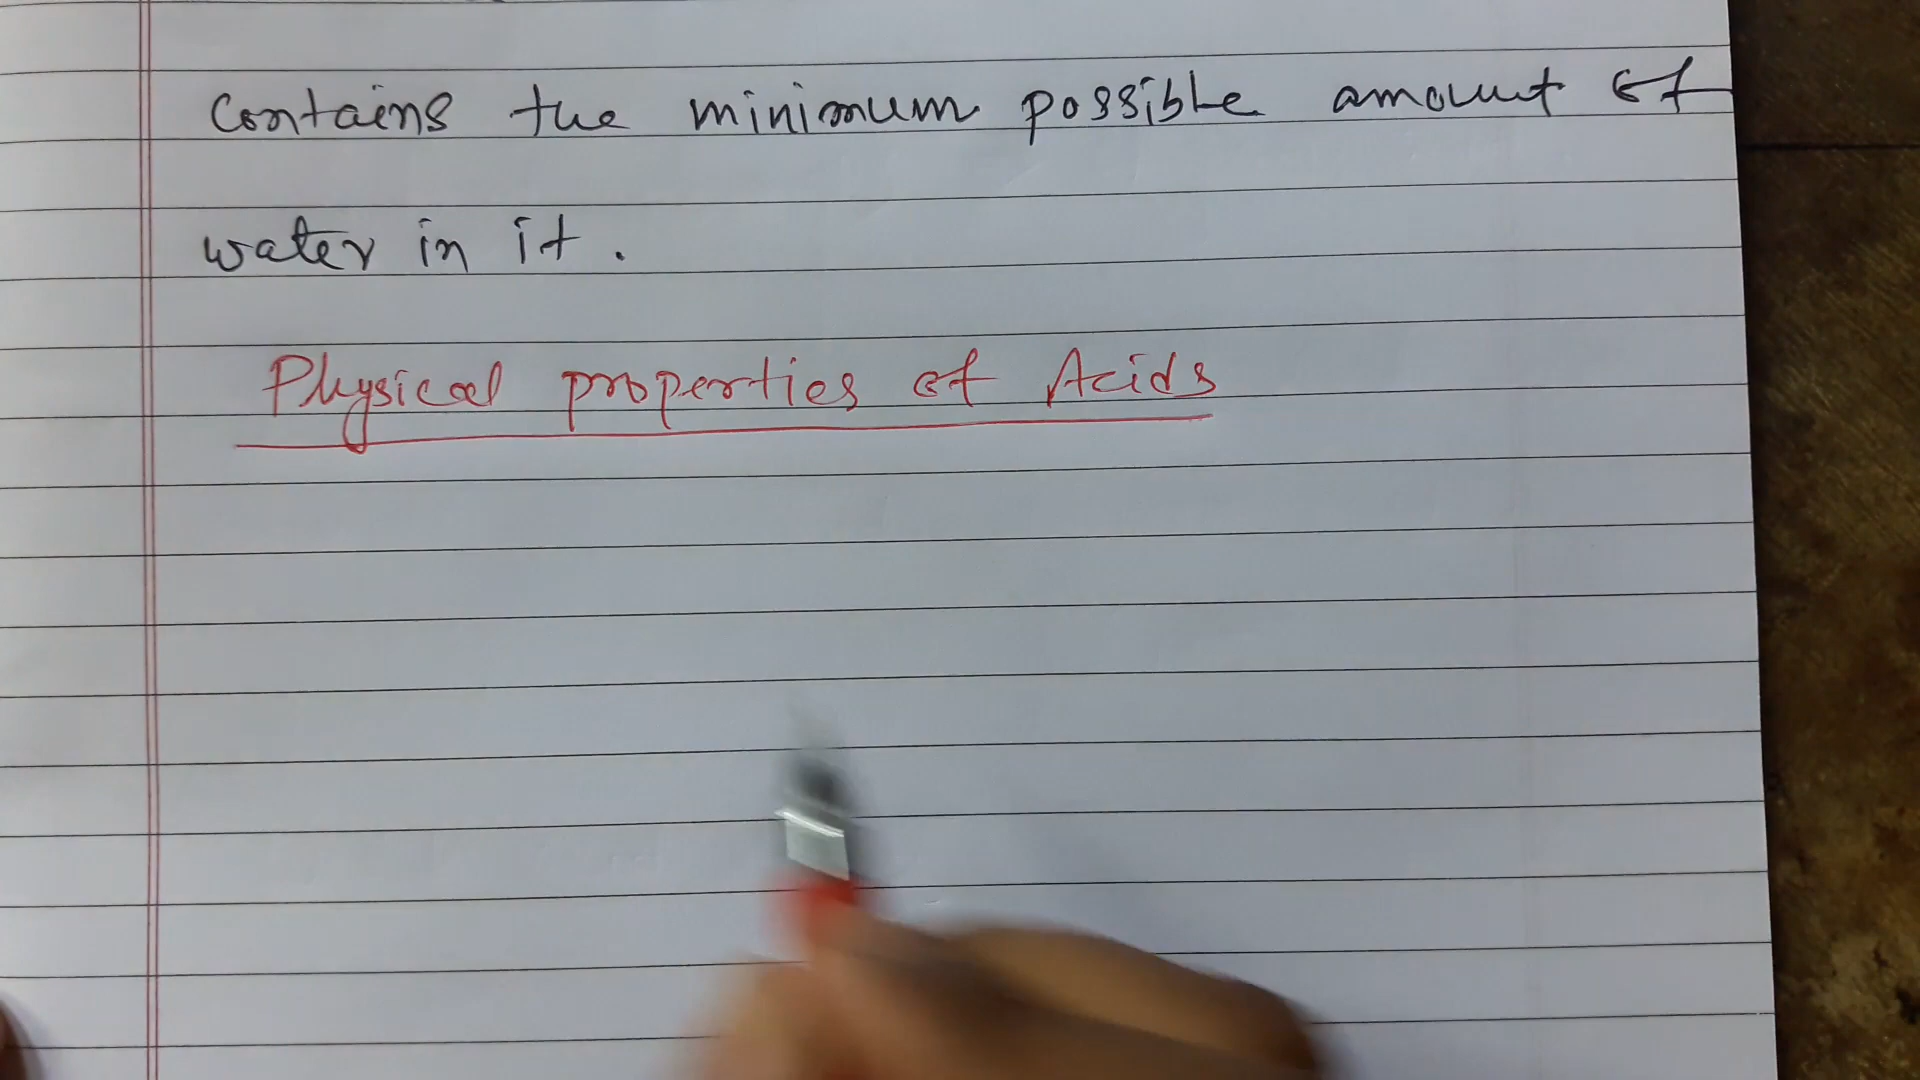 Contains the minimum possible amount of
water in it.
Physical properties of Acids